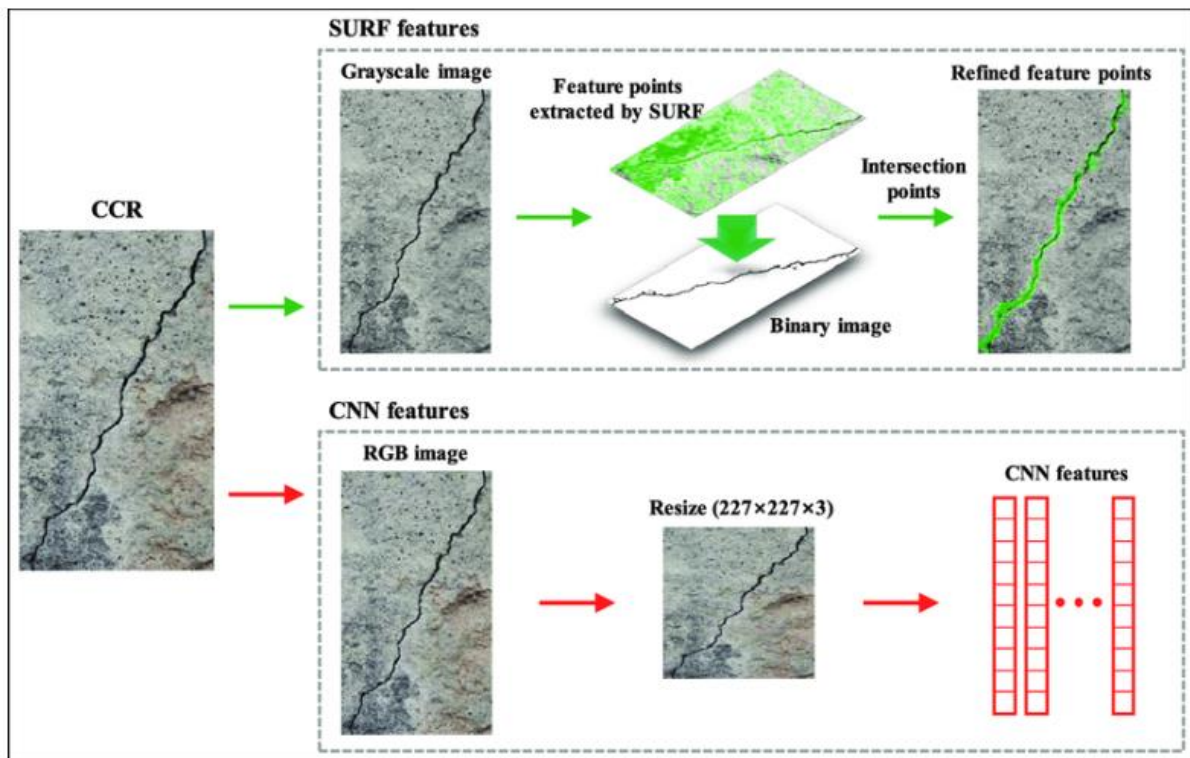 SURF features
Grayscale image
Feature points
extracted by SURF
Refined feature points
Intersection
points
CCR
Binary image
CNN features
RGB image
Resize (227×227×3)
CNN features